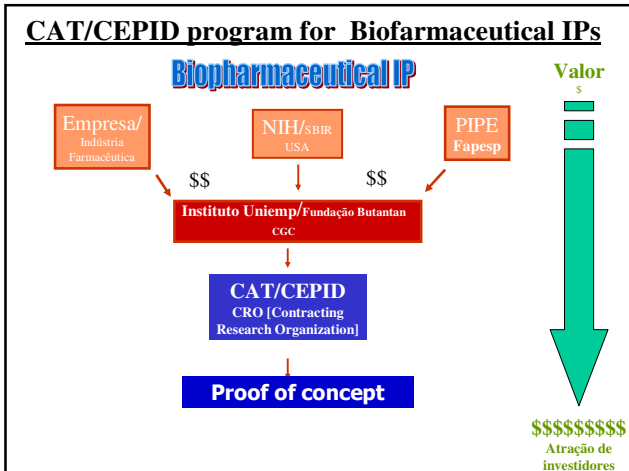 CAT/CEPID program for Biofarmaceutical IPs
Biopharmaceutical IP
Valor
$
Empresa/
Indústria
Farmacêutica
NIH/SBIR
USA
PIPE
Fapesp
$$
$$
Instituto Uniemp/Fundação Butantan
CGC
CAT/CEPID
CRO [Contracting
Research Organization]
Proof of concept
$$$$$$$$$
Atração de
investidores